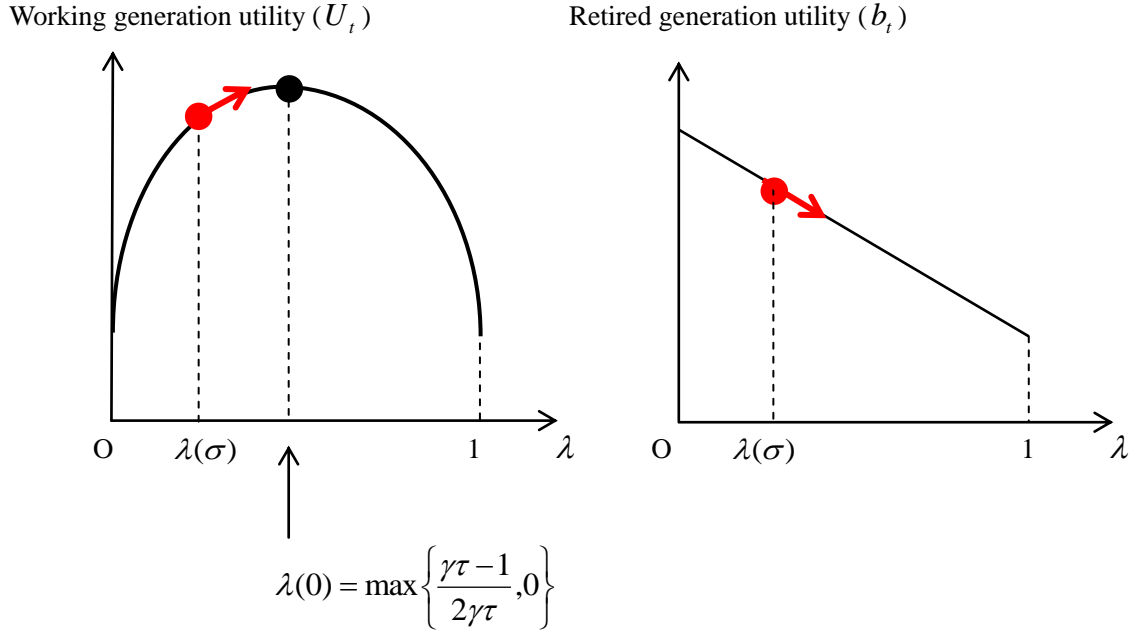 Working generation utility (U_t)
Retired generation utility (b_t)
O
λ(σ)
1
λ
O
λ(σ)
1
λ
λ(0) = max{(γτ − 1)/(2γτ), 0}